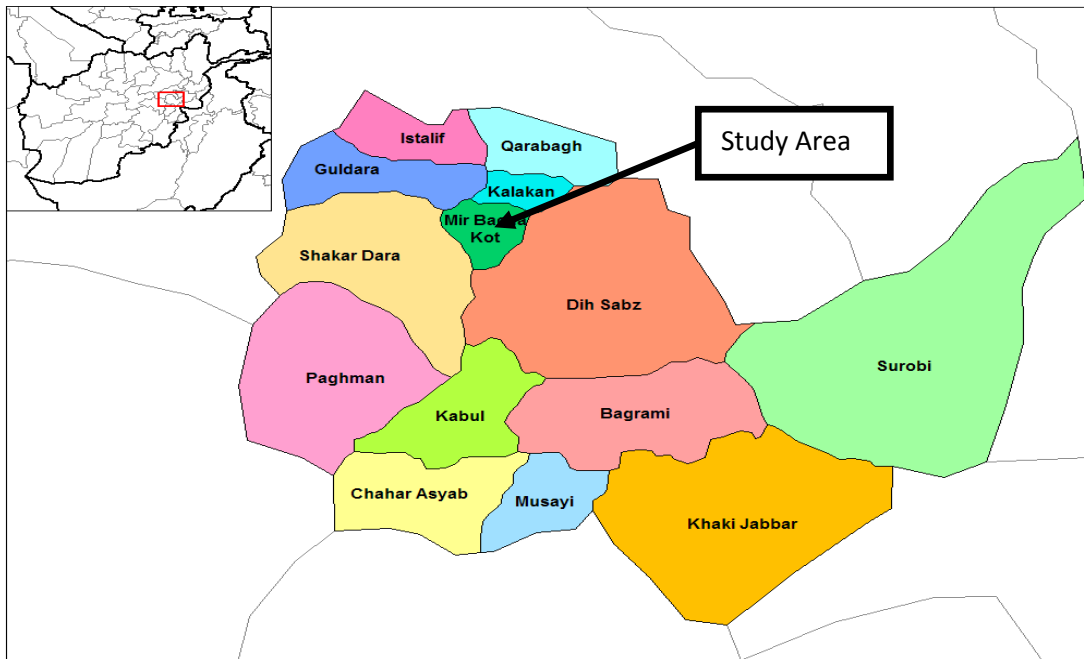 Study Area
Istalif
Qarabagh
Guldara
Kalakan
Mir Bacha
Kot
Shakar Dara
Dih Sabz
Surobi
Paghman
Kabul
Bagrami
Chahar Asyab
Musayi
Khaki Jabbar